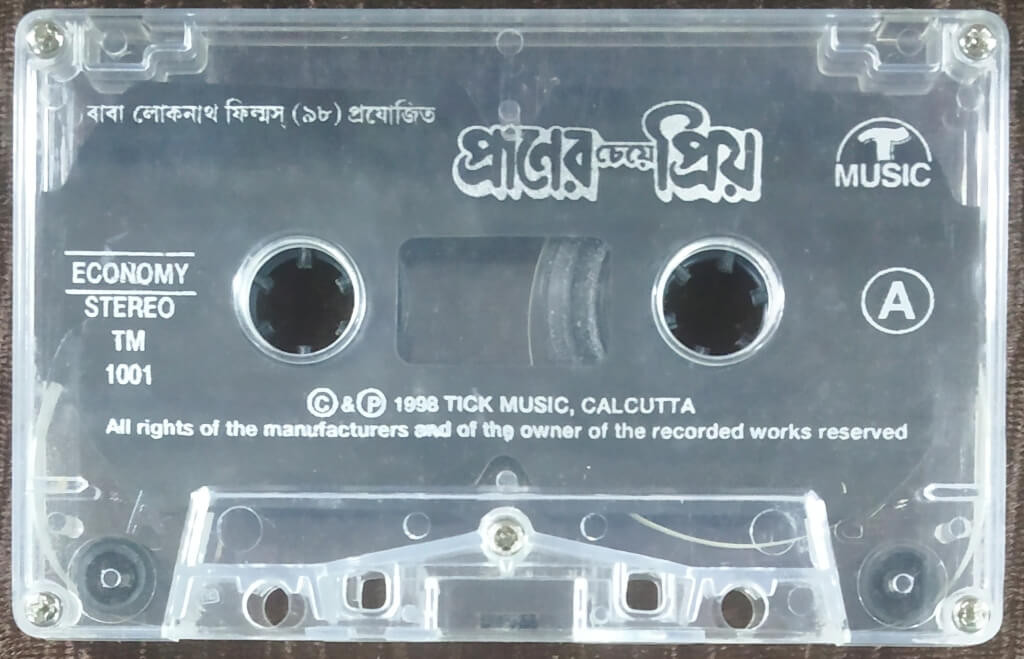 বাবা লোকনাথ ফিল্মস্ (৯৮) প্রযোজিত
প্রাণের চেয়ে প্রিয়
T
MUSIC
ECONOMY
STEREO
TM
1001
A
© & ℗ 1998 TICK MUSIC, CALCUTTA
All rights of the manufacturers and of the owner of the recorded works reserved